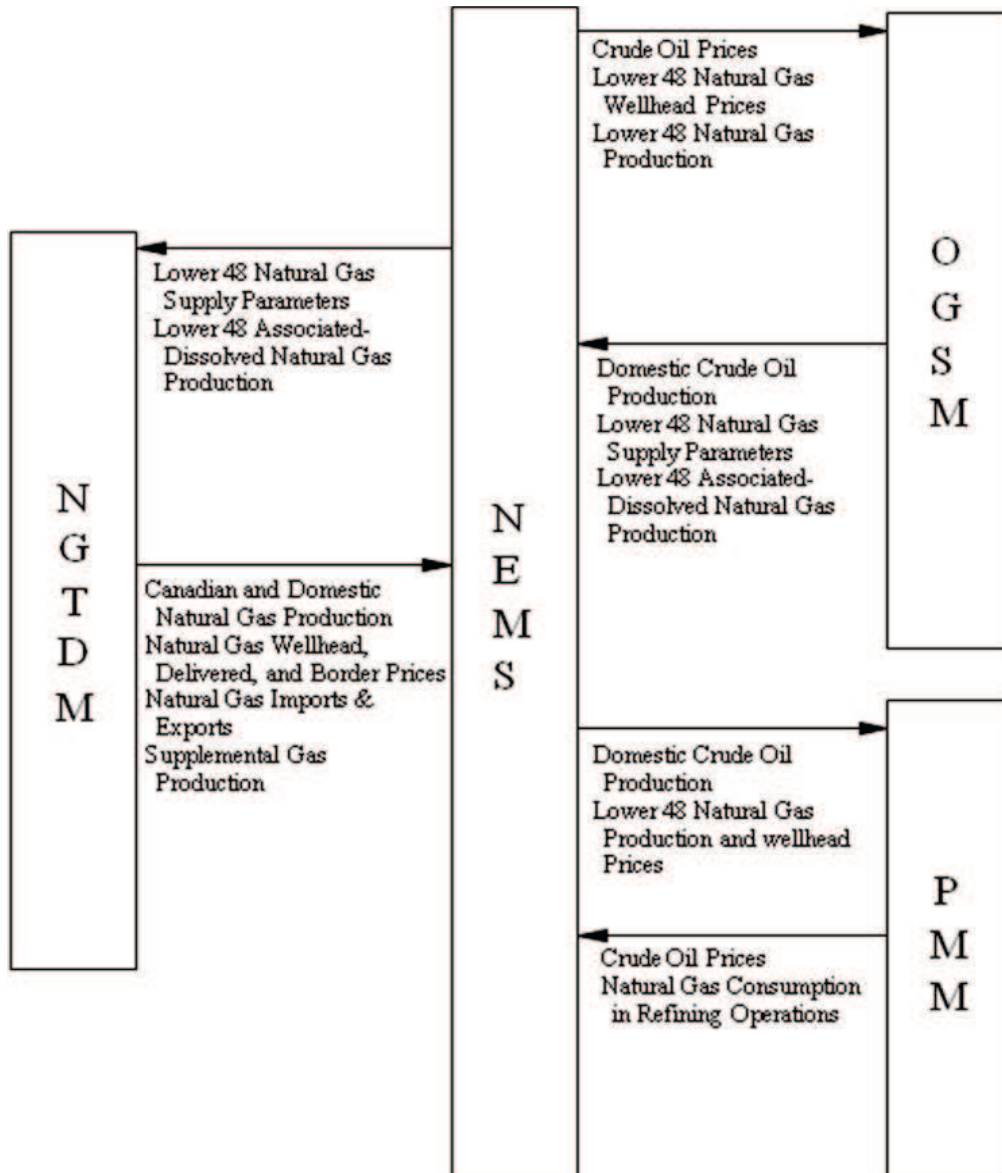 Crude Oil Prices
Lower 48 Natural Gas
Wellhead Prices
Lower 48 Natural Gas
Production
Lower 48 Natural Gas
Supply Parameters
Lower 48 Associated-
Dissolved Natural Gas
Production
OGSM
Domestic Crude Oil
Production
Lower 48 Natural Gas
Supply Parameters
Lower 48 Associated-
Dissolved Natural Gas
Production
NGTDM
NEMS
Canadian and Domestic
Natural Gas Production
Natural Gas Wellhead,
Delivered, and Border Prices
Natural Gas Imports &
Exports
Supplemental Gas
Production
Domestic Crude Oil
Production
Lower 48 Natural Gas
Production and wellhead
Prices
PMM
Crude Oil Prices
Natural Gas Consumption
in Refining Operations